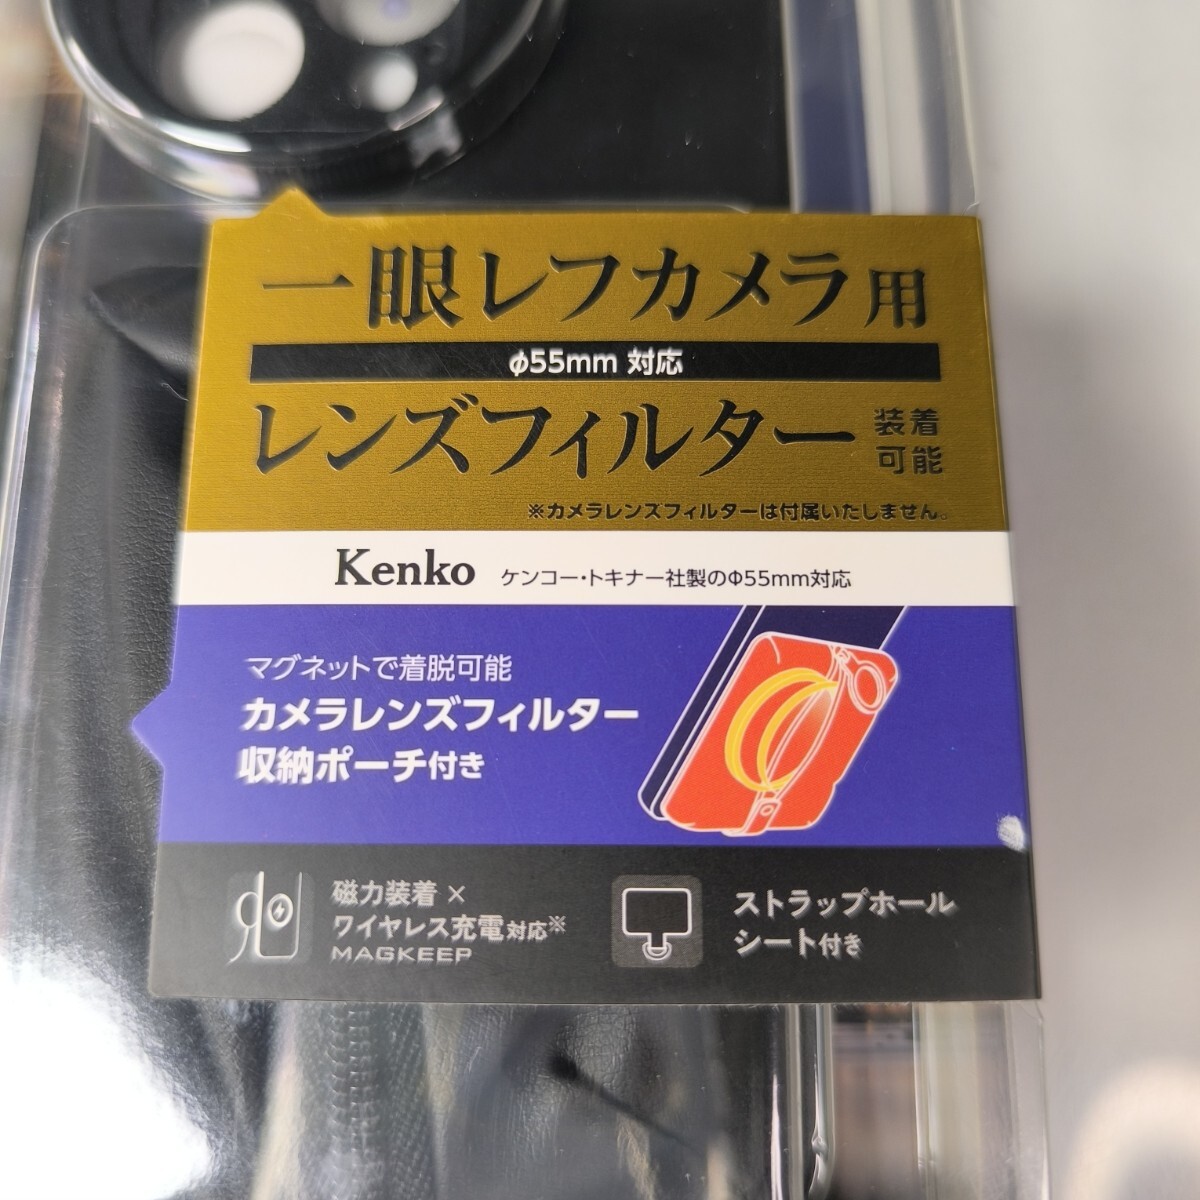 一眼レフカメラ用
φ55mm 対応
レンズフィルター装着可能
※カメラレンズフィルターは付属いたしません。
Kenko ケンコー・トキナー社製のΦ55mm対応
マグネットで着脱可能
カメラレンズフィルター
収納ポーチ付き
磁力装着×
ワイヤレス充電対応※
MAGKEEP
ストラップホール
シート付き